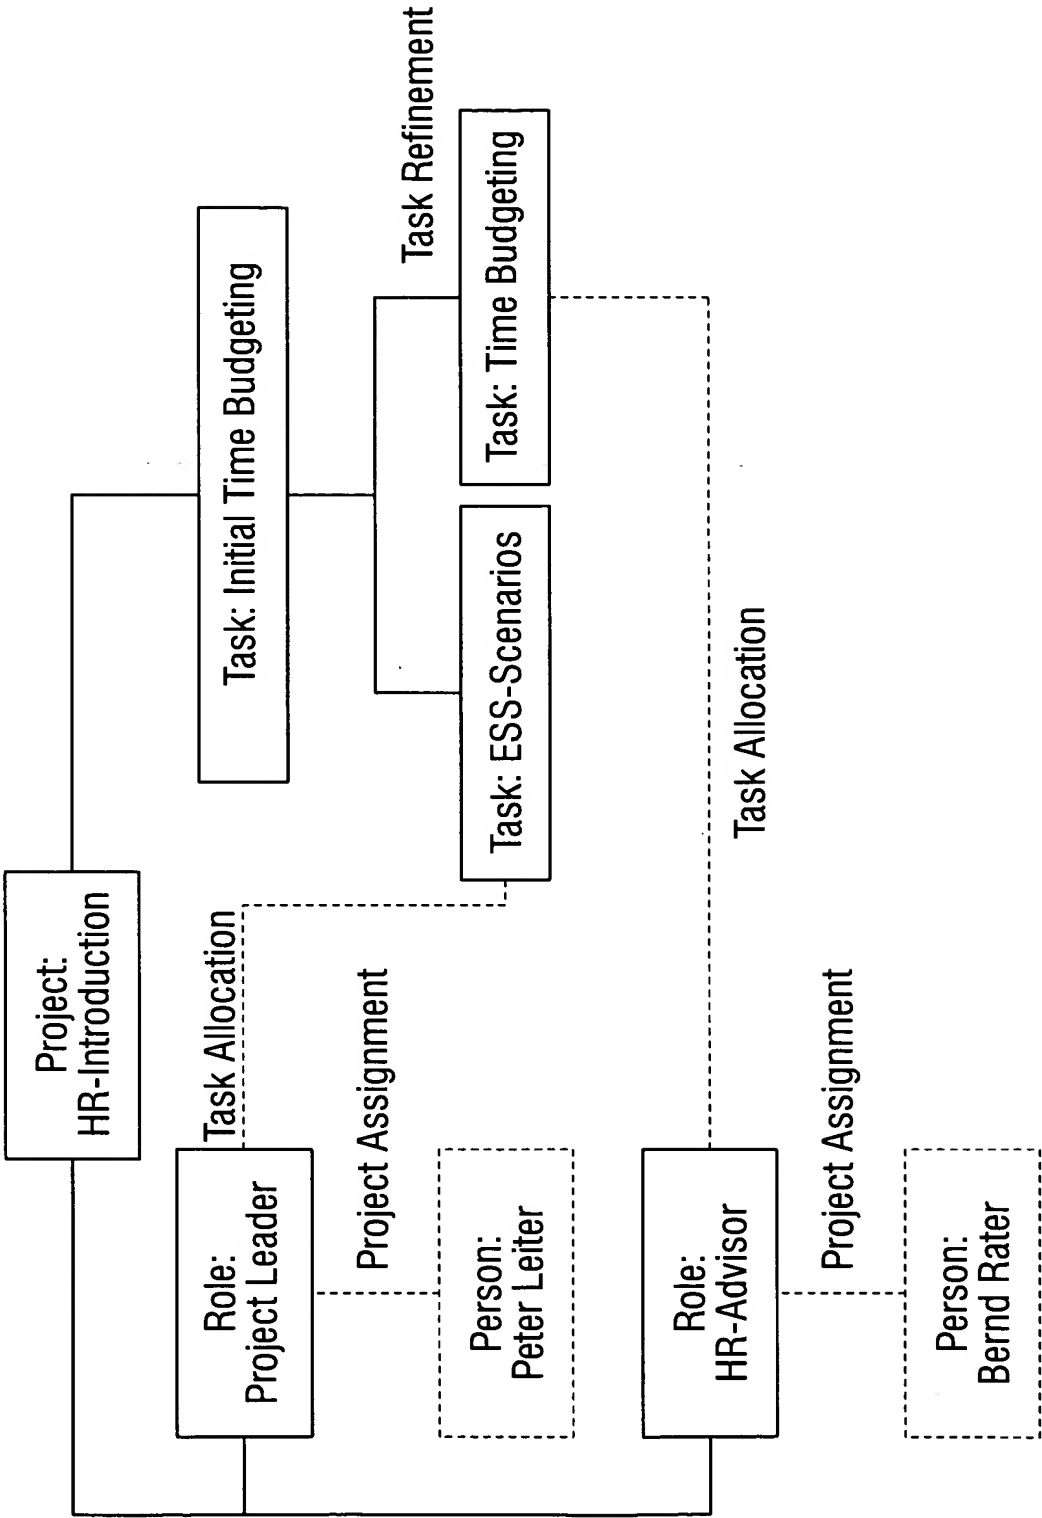 Project:
HR-Introduction
Role:
Project Leader
Task Allocation
Task: Initial Time Budgeting
Project Assignment
Task Refinement
Person:
Peter Leiter
Task: ESS-Scenarios
Task: Time Budgeting
Role:
HR-Advisor
Task Allocation
Project Assignment
Person:
Bernd Rater